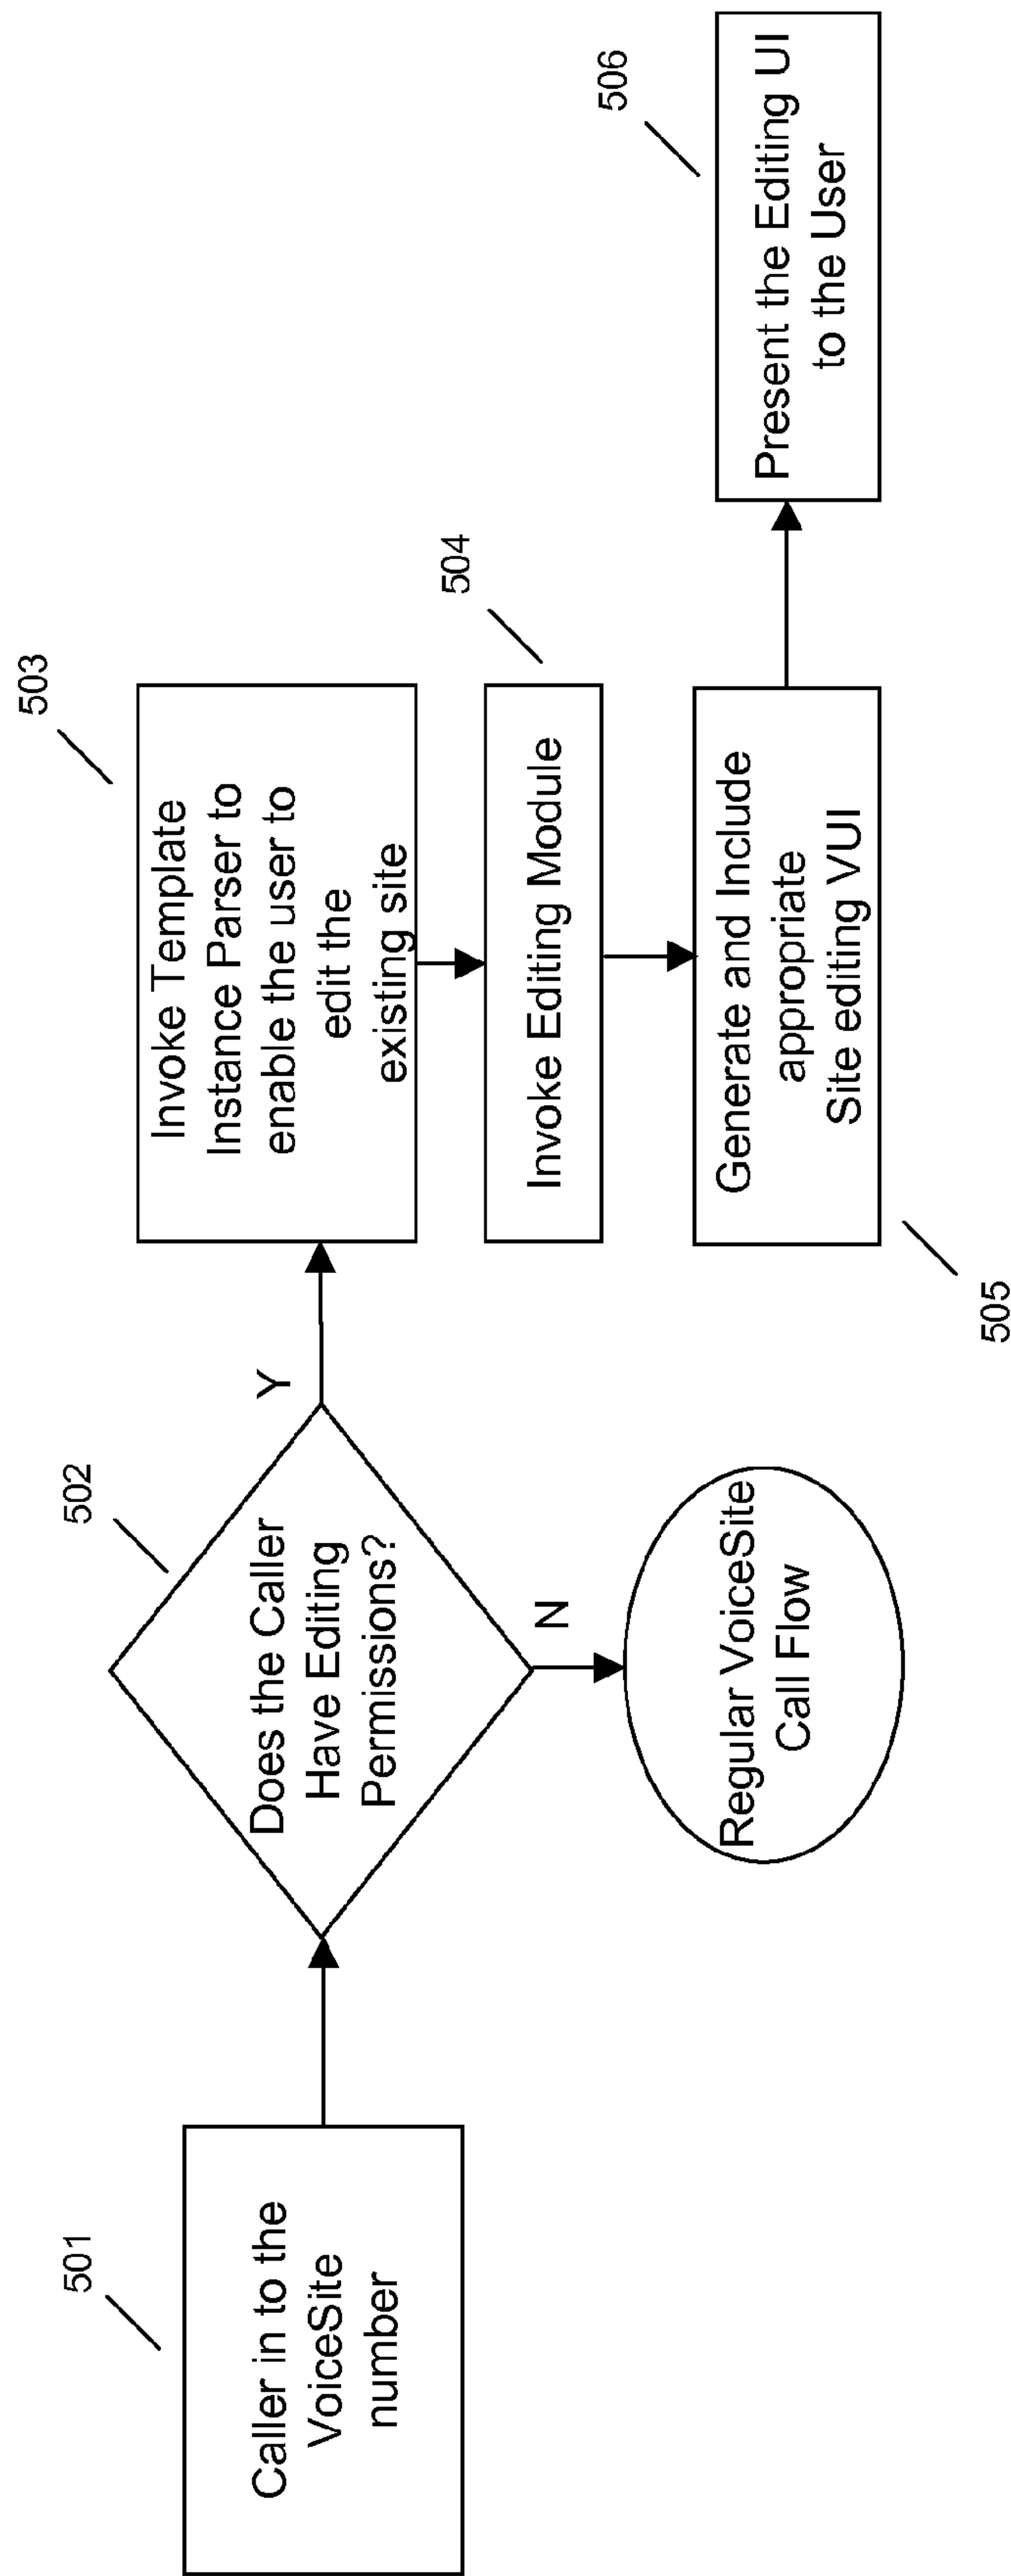 501
Caller in to the
VoiceSite
number
502
Does the Caller
Have Editing
Permissions?
Y
N
Regular VoiceSite
Call Flow
503
Invoke Template
Instance Parser to
enable the user to
edit the
existing site
504
Invoke Editing Module
Generate and Include
appropriate
Site editing VUI
505
506
Present the Editing UI
to the User